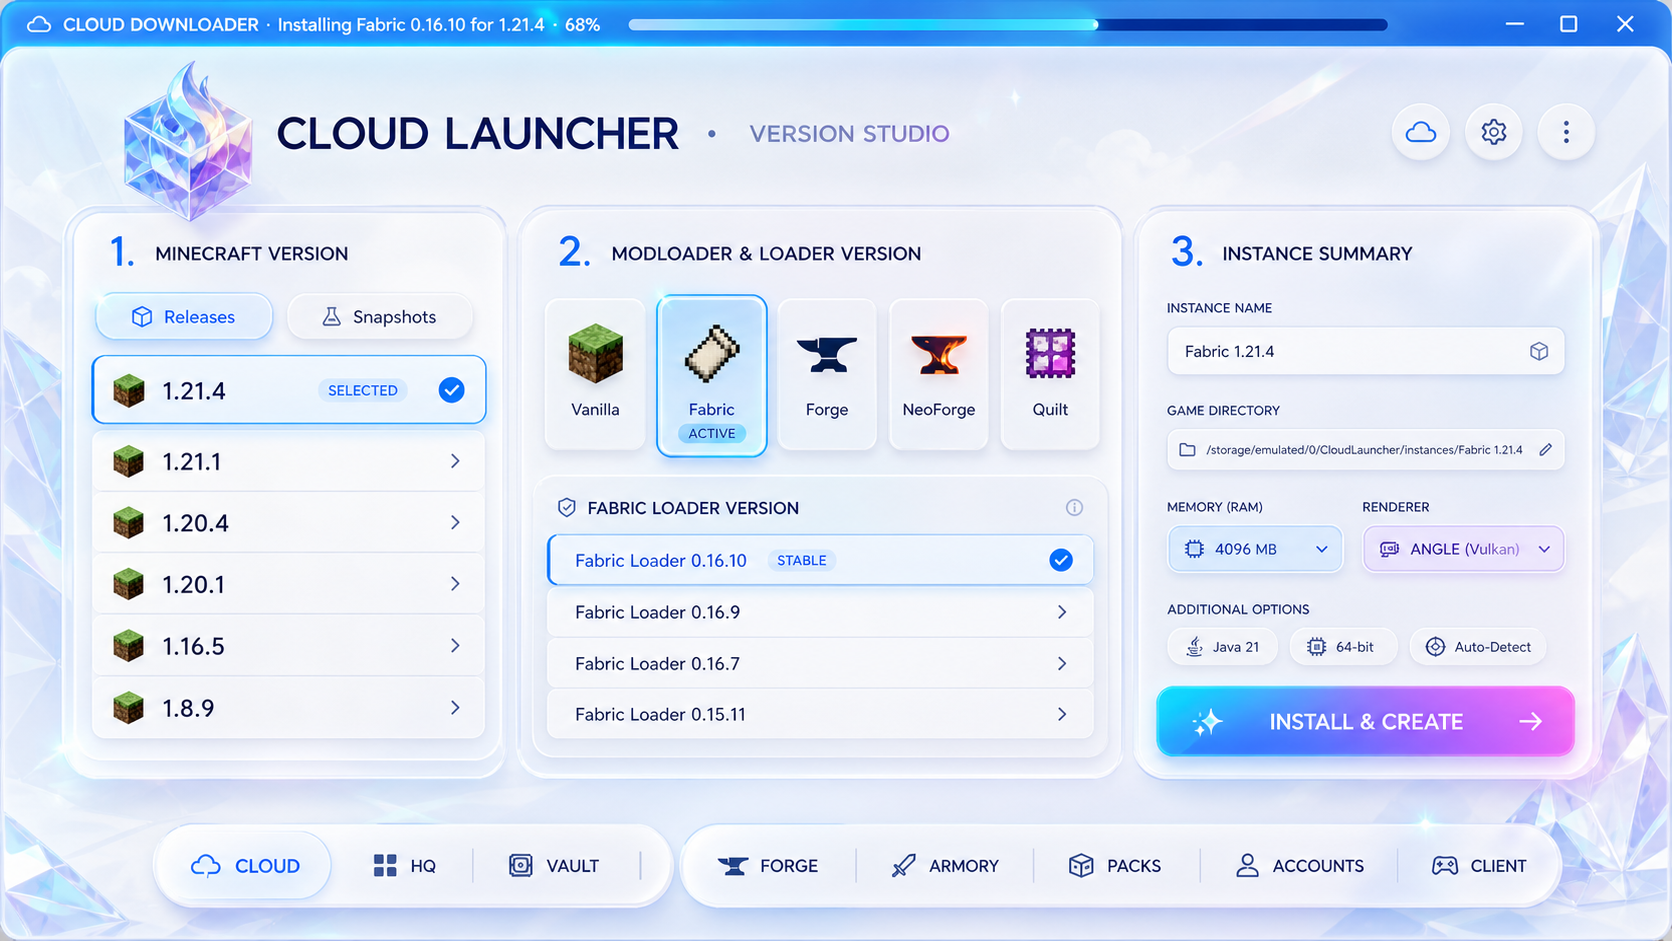 CLOUD DOWNLOADER · Installing Fabric 0.16.10 for 1.21.4 · 68%
CLOUD LAUNCHER • VERSION STUDIO
1. MINECRAFT VERSION
Releases
Snapshots
1.21.4 SELECTED
1.21.1
1.20.4
1.20.1
1.16.5
1.8.9
2. MODLOADER & LOADER VERSION
Vanilla
Fabric
ACTIVE
Forge
NeoForge
Quilt
FABRIC LOADER VERSION
Fabric Loader 0.16.10 STABLE
Fabric Loader 0.16.9
Fabric Loader 0.16.7
Fabric Loader 0.15.11
3. INSTANCE SUMMARY
INSTANCE NAME
Fabric 1.21.4
GAME DIRECTORY
/storage/emulated/0/CloudLauncher/instances/Fabric 1.21.4
MEMORY (RAM)
4096 MB
RENDERER
ANGLE (Vulkan)
ADDITIONAL OPTIONS
Java 21
64-bit
Auto-Detect
INSTALL & CREATE
CLOUD
HQ
VAULT
FORGE
ARMORY
PACKS
ACCOUNTS
CLIENT